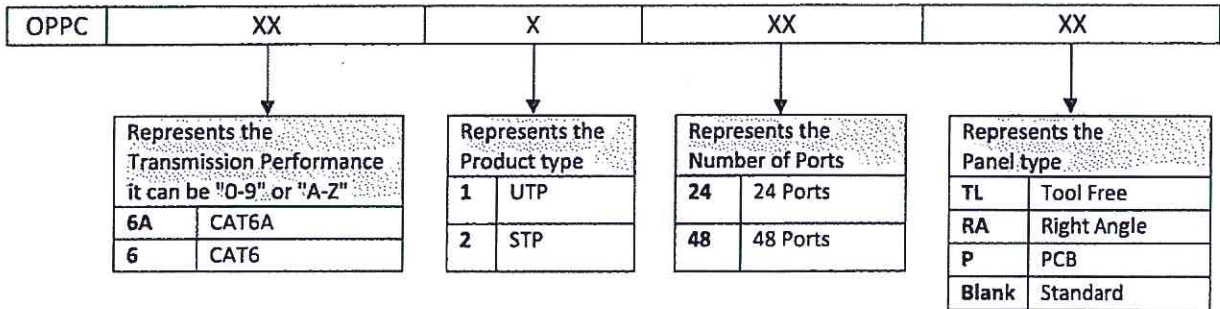 OPPC XX X XX XX
Represents the
Transmission Performance
it can be "0-9" or "A-Z"
6A CAT6A
6 CAT6
Represents the
Product type
1 UTP
2 STP
Represents the
Number of Ports
24 24 Ports
48 48 Ports
Represents the
Panel type
TL Tool Free
RA Right Angle
P PCB
Blank Standard